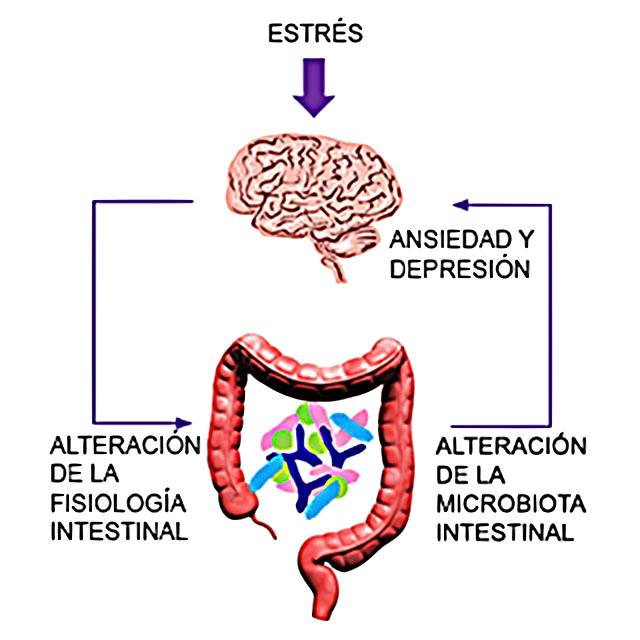 ESTRÉS
ANSIEDAD Y
DEPRESIÓN
ALTERACIÓN
DE LA
FISIOLOGÍA
INTESTINAL
ALTERACIÓN
DE LA
MICROBIOTA
INTESTINAL